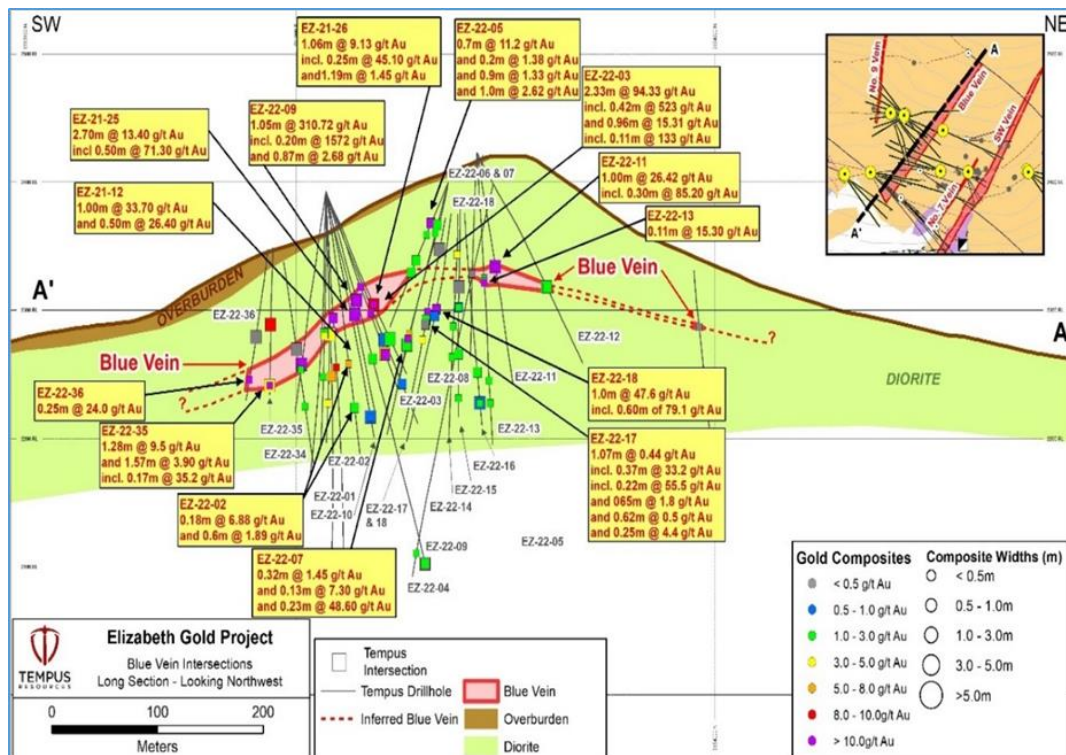 SW
NE
EZ-21-26
1.06m @ 9.13 g/t Au
incl. 0.25m @ 45.10 g/t Au
and1.19m @ 1.45 g/t Au
EZ-22-05
0.7m @ 11.2 g/t Au
and 0.2m @ 1.38 g/t Au
and 0.9m @ 1.33 g/t Au
and 1.0m @ 2.62 g/t Au
EZ-22-03
2.33m @ 94.33 g/t Au
incl. 0.42m @ 523 g/t Au
and 0.96m @ 15.31 g/t Au
incl. 0.11m @ 133 g/t Au
EZ-22-09
1.05m @ 310.72 g/t Au
incl. 0.20m @ 1572 g/t Au
and 0.87m @ 2.68 g/t Au
EZ-21-25
2.70m @ 13.40 g/t Au
incl 0.50m @ 71.30 g/t Au
EZ-22-11
1.00m @ 26.42 g/t Au
incl. 0.30m @ 85.20 g/t Au
EZ-21-12
1.00m @ 33.70 g/t Au
and 0.50m @ 26.40 g/t Au
EZ-22-13
0.11m @ 15.30 g/t Au
No. 9 Vein
A
Blue Vein
SW Vein
No. 7 Vein
A'
EZ-22-06 & 07
EZ-22-18
Blue Vein
OVERBURDEN
A'
A
EZ-22-36
EZ-22-12
Blue Vein
?
?
DIORITE
EZ-22-08
EZ-22-11
EZ-22-03
EZ-22-36
0.25m @ 24.0 g/t Au
EZ-22-18
1.0m @ 47.6 g/t Au
incl. 0.60m of 79.1 g/t Au
EZ-22-35
1.28m @ 9.5 g/t Au
and 1.57m @ 3.90 g/t Au
incl. 0.17m @ 35.2 g/t Au
EZ-22-35
EZ-22-34
EZ-22-02
EZ-22-13
EZ-22-17
1.07m @ 0.44 g/t Au
incl. 0.37m @ 33.2 g/t Au
incl. 0.22m @ 55.5 g/t Au
and 065m @ 1.8 g/t Au
and 0.62m @ 0.5 g/t Au
and 0.25m @ 4.4 g/t Au
EZ-22-16
EZ-22-01
EZ-22-15
EZ-22-10
EZ-22-17
& 18
EZ-22-14
EZ-22-02
0.18m @ 6.88 g/t Au
and 0.6m @ 1.89 g/t Au
EZ-22-09
EZ-22-05
EZ-22-04
EZ-22-07
0.32m @ 1.45 g/t Au
and 0.13m @ 7.30 g/t Au
and 0.23m @ 48.60 g/t Au
Gold Composites
< 0.5 g/t Au
0.5 - 1.0 g/t Au
1.0 - 3.0 g/t Au
3.0 - 5.0 g/t Au
5.0 - 8.0 g/t Au
8.0 - 10.0g/t Au
> 10.0g/t Au
Composite Widths (m)
< 0.5m
0.5 - 1.0m
1.0 - 3.0m
3.0 - 5.0m
>5.0m
TEMPUS
RESOURCES
Elizabeth Gold Project
Blue Vein Intersections
Long Section - Looking Northwest
0 100 200
Meters
Tempus
Intersection
Tempus Drillhole
Inferred Blue Vein
Blue Vein
Overburden
Diorite